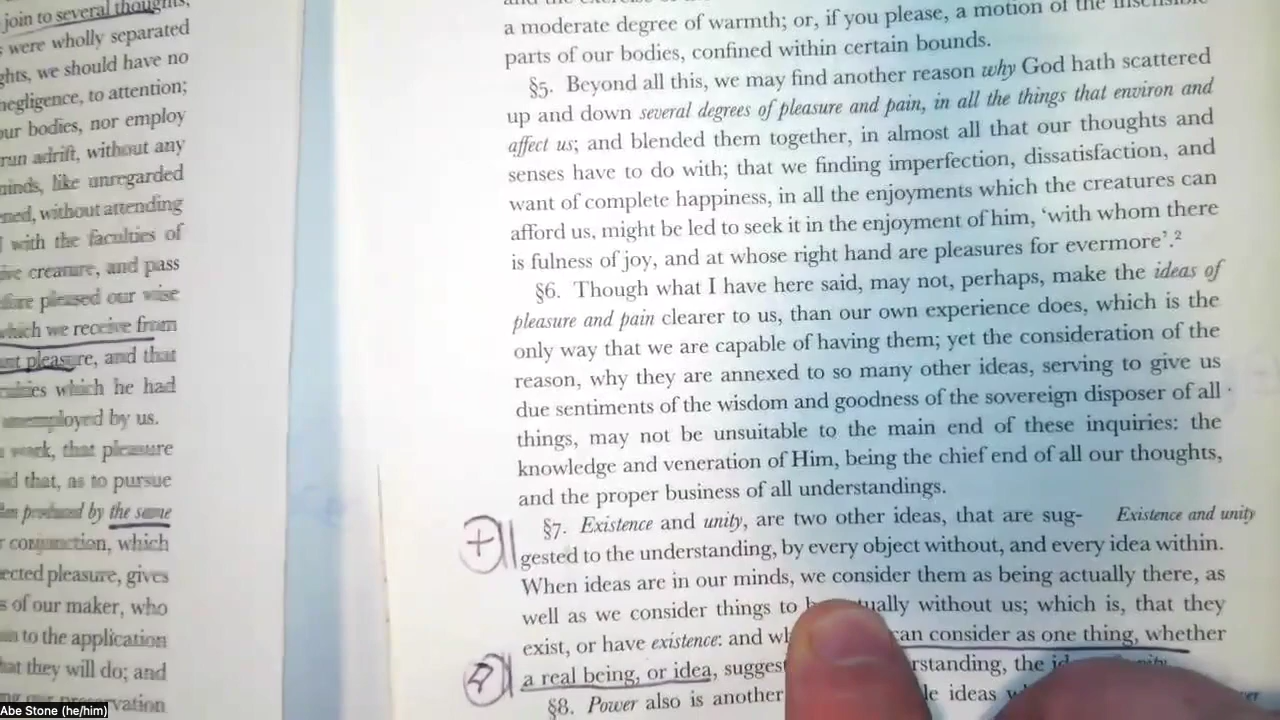 join to several thoughts,
were wholly separated
ghts, we should have no
negligence, to attention;
our bodies, nor employ
run adrift, without any
minds, like unregarded
ened, without attending
with the faculties of
ive creature, and pass
pleased our wise
which we receive from
pleasure, and that
which he had
unemployed by us.
work, that pleasure
that, as to pursue
produced by the same
conjunction, which
ected pleasure, gives
s of our maker, who
to the application
hat they will do; and
a moderate degree of warmth; or, if you please, a motion of the insensible
parts of our bodies, confined within certain bounds.
§5. Beyond all this, we may find another reason why God hath scattered
up and down several degrees of pleasure and pain, in all the things that environ and
affect us; and blended them together, in almost all that our thoughts and
senses have to do with; that we finding imperfection, dissatisfaction, and
want of complete happiness, in all the enjoyments which the creatures can
afford us, might be led to seek it in the enjoyment of him, ‘with whom there
is fulness of joy, and at whose right hand are pleasures for evermore’.²
§6. Though what I have here said, may not, perhaps, make the ideas of
pleasure and pain clearer to us, than our own experience does, which is the
only way that we are capable of having them; yet the consideration of the
reason, why they are annexed to so many other ideas, serving to give us
due sentiments of the wisdom and goodness of the sovereign disposer of all
things, may not be unsuitable to the main end of these inquiries: the
knowledge and veneration of Him, being the chief end of all our thoughts,
and the proper business of all understandings.
§7. Existence and unity, are two other ideas, that are sug- Existence and unity
gested to the understanding, by every object without, and every idea within.
When ideas are in our minds, we consider them as being actually there, as
well as we consider things to ually without us; which is, that they
exist, or have existence: and can consider as one thing, whether
a real being, or idea, suggest rstanding, the
§8. Power also is another ideas
Abe Stone (he/him)